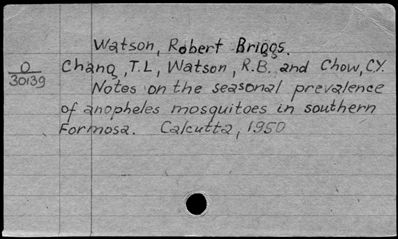 Watson, Robert Briggs.
O
30139
Chang, T.L, Watson, R.B. and Chow, C.Y.
Notes on the seasonal prevalence
of anopheles mosquitoes in southern
Formosa. Calcutta, 1950